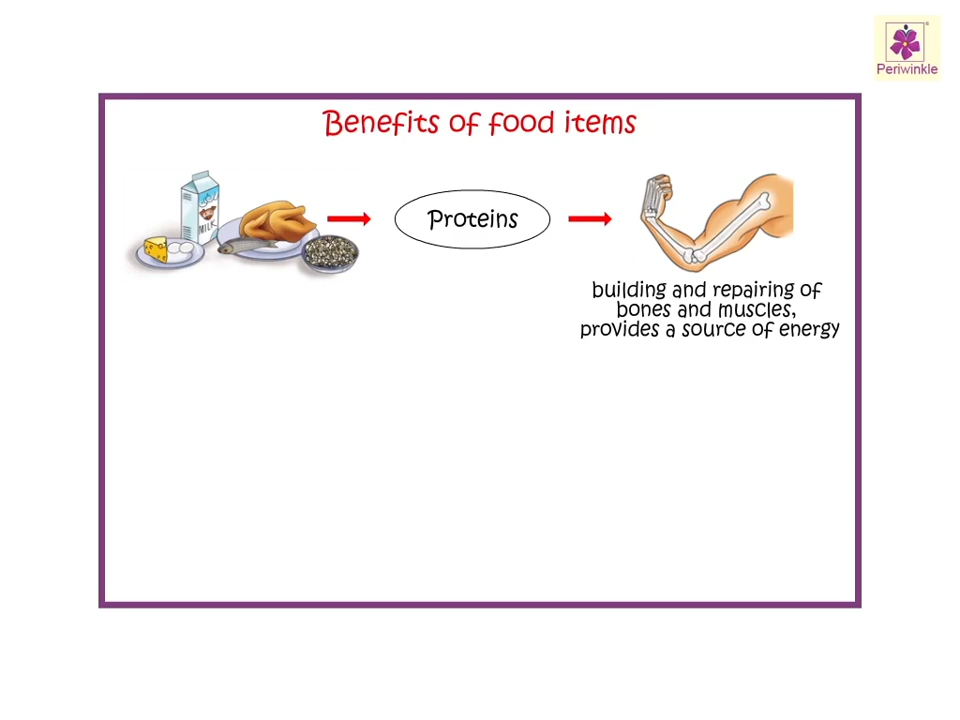 Periwinkle
Benefits of food items
MILK
Proteins
building and repairing of
bones and muscles,
provides a source of energy